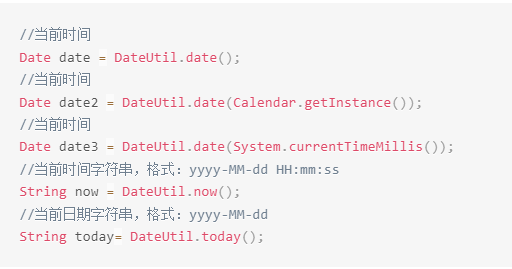 //当前时间
Date date = DateUtil.date();
//当前时间
Date date2 = DateUtil.date(Calendar.getInstance());
//当前时间
Date date3 = DateUtil.date(System.currentTimeMillis());
//当前时间字符串，格式：yyyy-MM-dd HH:mm:ss
String now = DateUtil.now();
//当前日期字符串，格式：yyyy-MM-dd
String today= DateUtil.today();